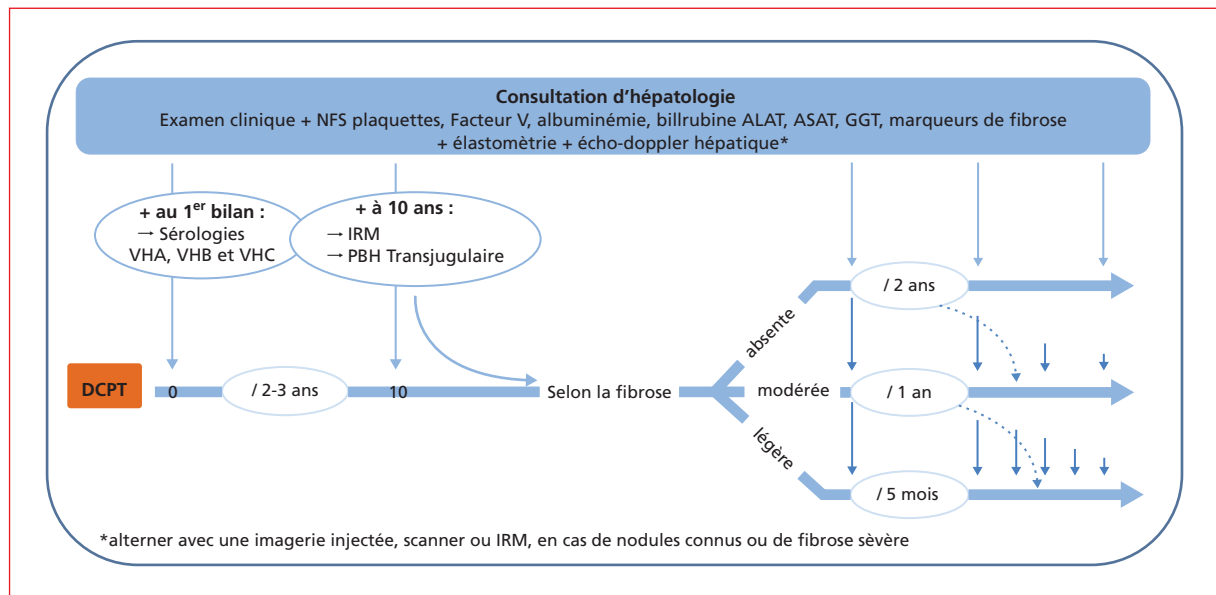 Consultation d'hépatologie
Examen clinique + NFS plaquettes, Facteur V, albuminémie, billrubine ALAT, ASAT, GGT, marqueurs de fibrose
+ élastomètrie + écho-doppler hépatique*
+ au 1er bilan :
→ Sérologies
VHA, VHB et VHC
+ à 10 ans :
→ IRM
→ PBH Transjugulaire
/ 2 ans
absente
DCPT
0
/ 2-3 ans
10
Selon la fibrose
modérée
/ 1 an
légère
/ 5 mois
*alterner avec une imagerie injectée, scanner ou IRM, en cas de nodules connus ou de fibrose sèvère